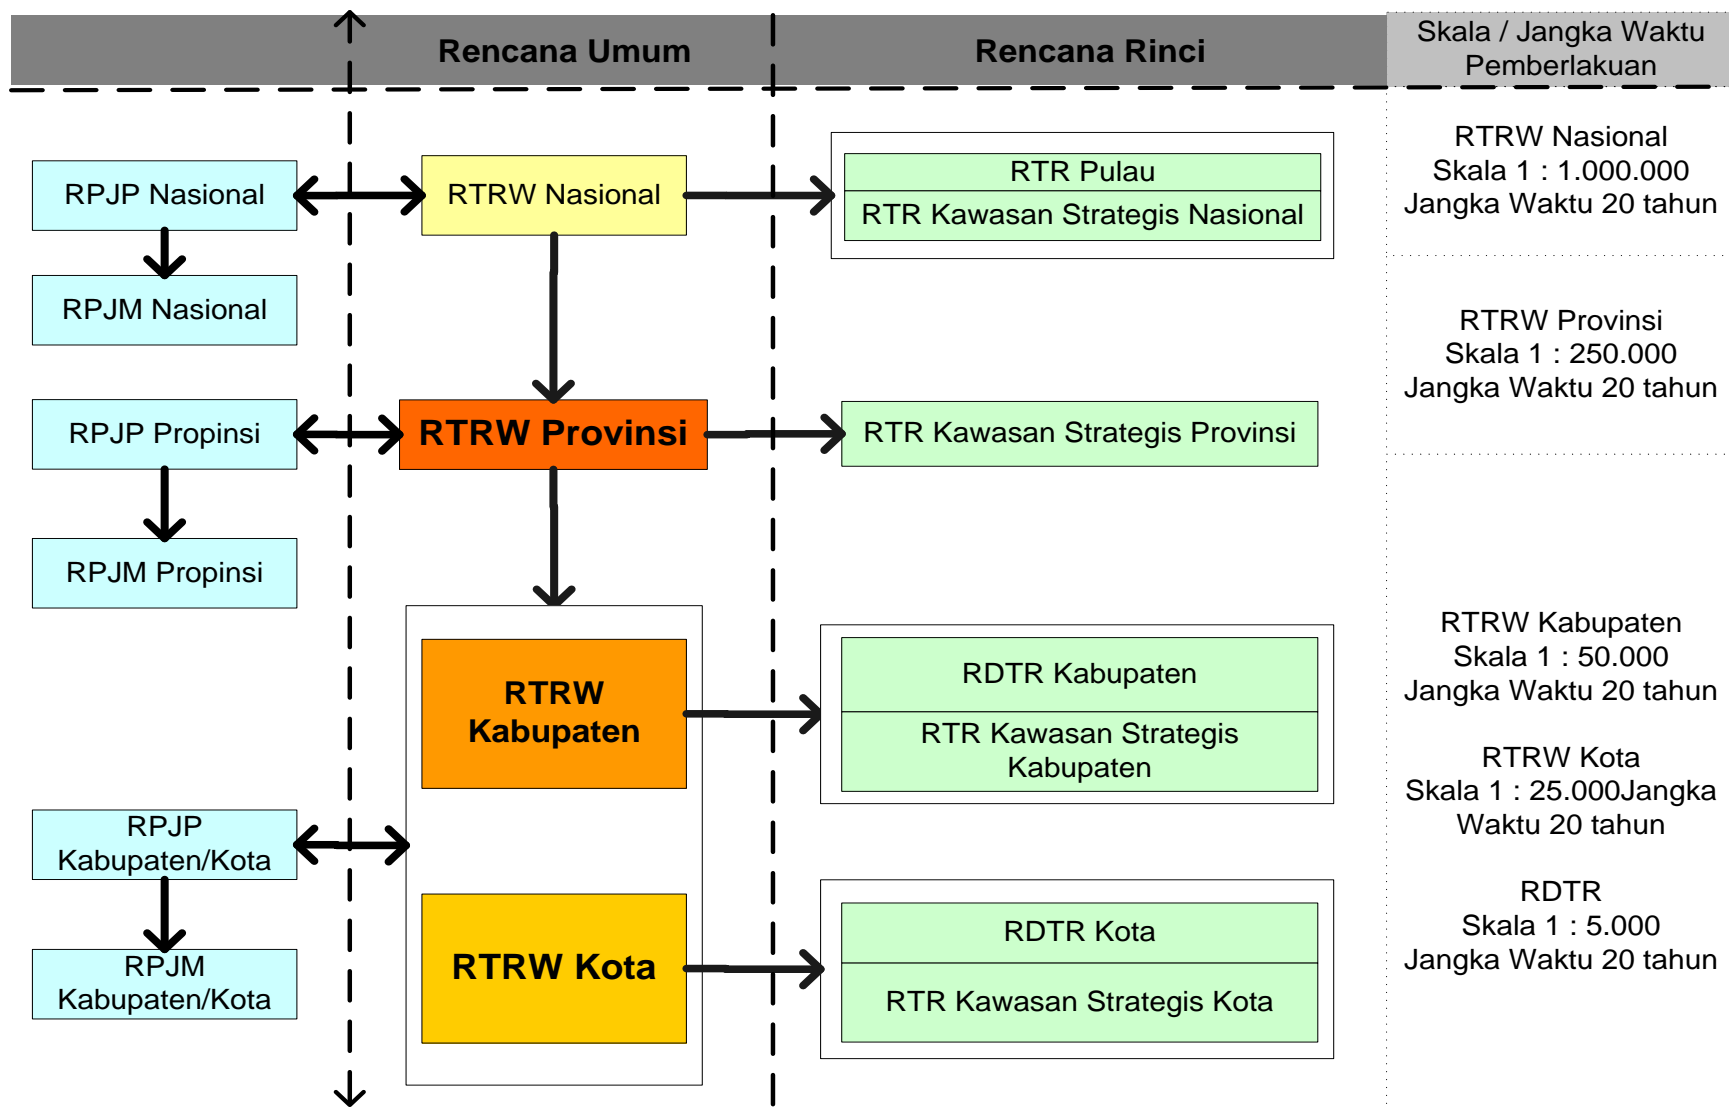 Rencana Umum
Rencana Rinci
Skala / Jangka Waktu
Pemberlakuan
RPJP Nasional
RTRW Nasional
RTR Pulau
RTR Kawasan Strategis Nasional
RTRW Nasional
Skala 1 : 1.000.000
Jangka Waktu 20 tahun
RPJM Nasional
RTRW Provinsi
Skala 1 : 250.000
Jangka Waktu 20 tahun
RPJP Propinsi
RTRW Provinsi
RTR Kawasan Strategis Provinsi
RPJM Propinsi
RTRW
Kabupaten
RDTR Kabupaten
RTR Kawasan Strategis
Kabupaten
RTRW Kabupaten
Skala 1 : 50.000
Jangka Waktu 20 tahun
RTRW Kota
Skala 1 : 25.000Jangka
Waktu 20 tahun
RPJP
Kabupaten/Kota
RPJM
Kabupaten/Kota
RTRW Kota
RDTR Kota
RTR Kawasan Strategis Kota
RDTR
Skala 1 : 5.000
Jangka Waktu 20 tahun